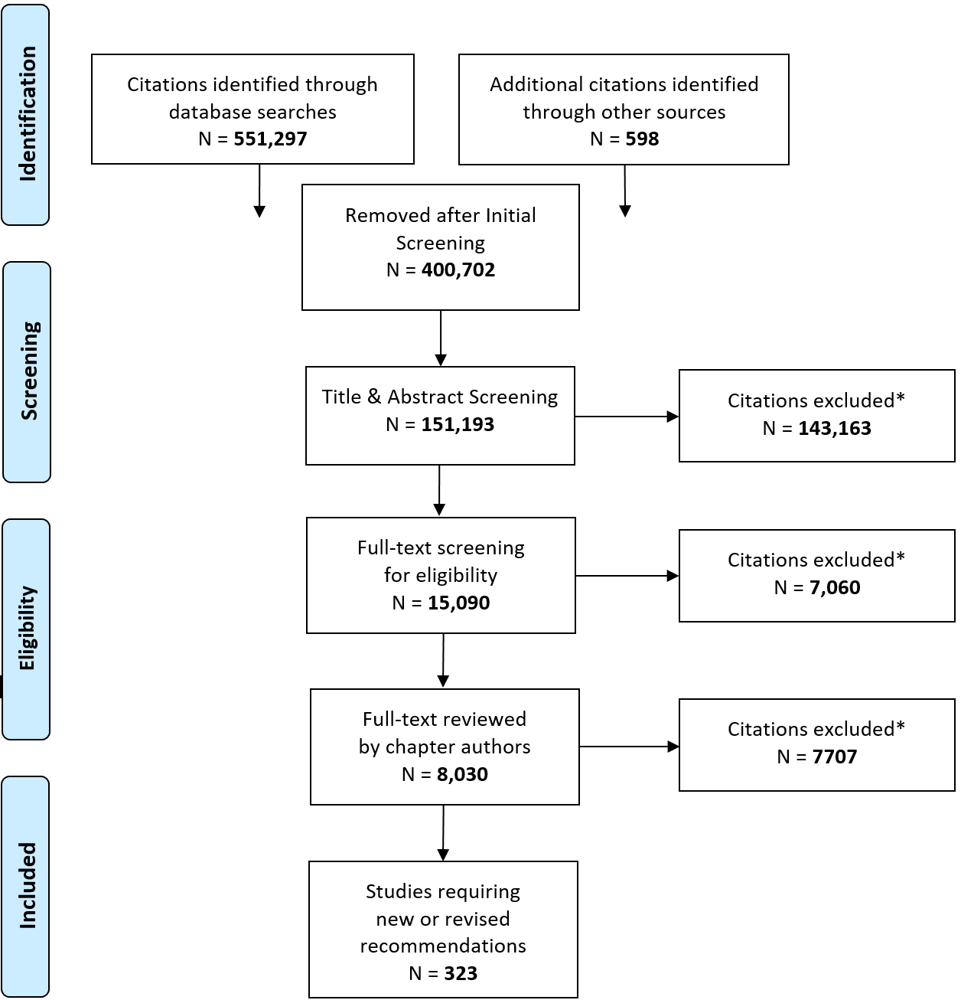 Identification
Citations identified through
database searches
N = 551,297
Additional citations identified
through other sources
N = 598
Removed after Initial
Screening
N = 400,702
Screening
Title & Abstract Screening
N = 151,193
Citations excluded*
N = 143,163
Eligibility
Full-text screening
for eligibility
N = 15,090
Citations excluded*
N = 7,060
Full-text reviewed
by chapter authors
N = 8,030
Citations excluded*
N = 7707
Included
Studies requiring
new or revised
recommendations
N = 323